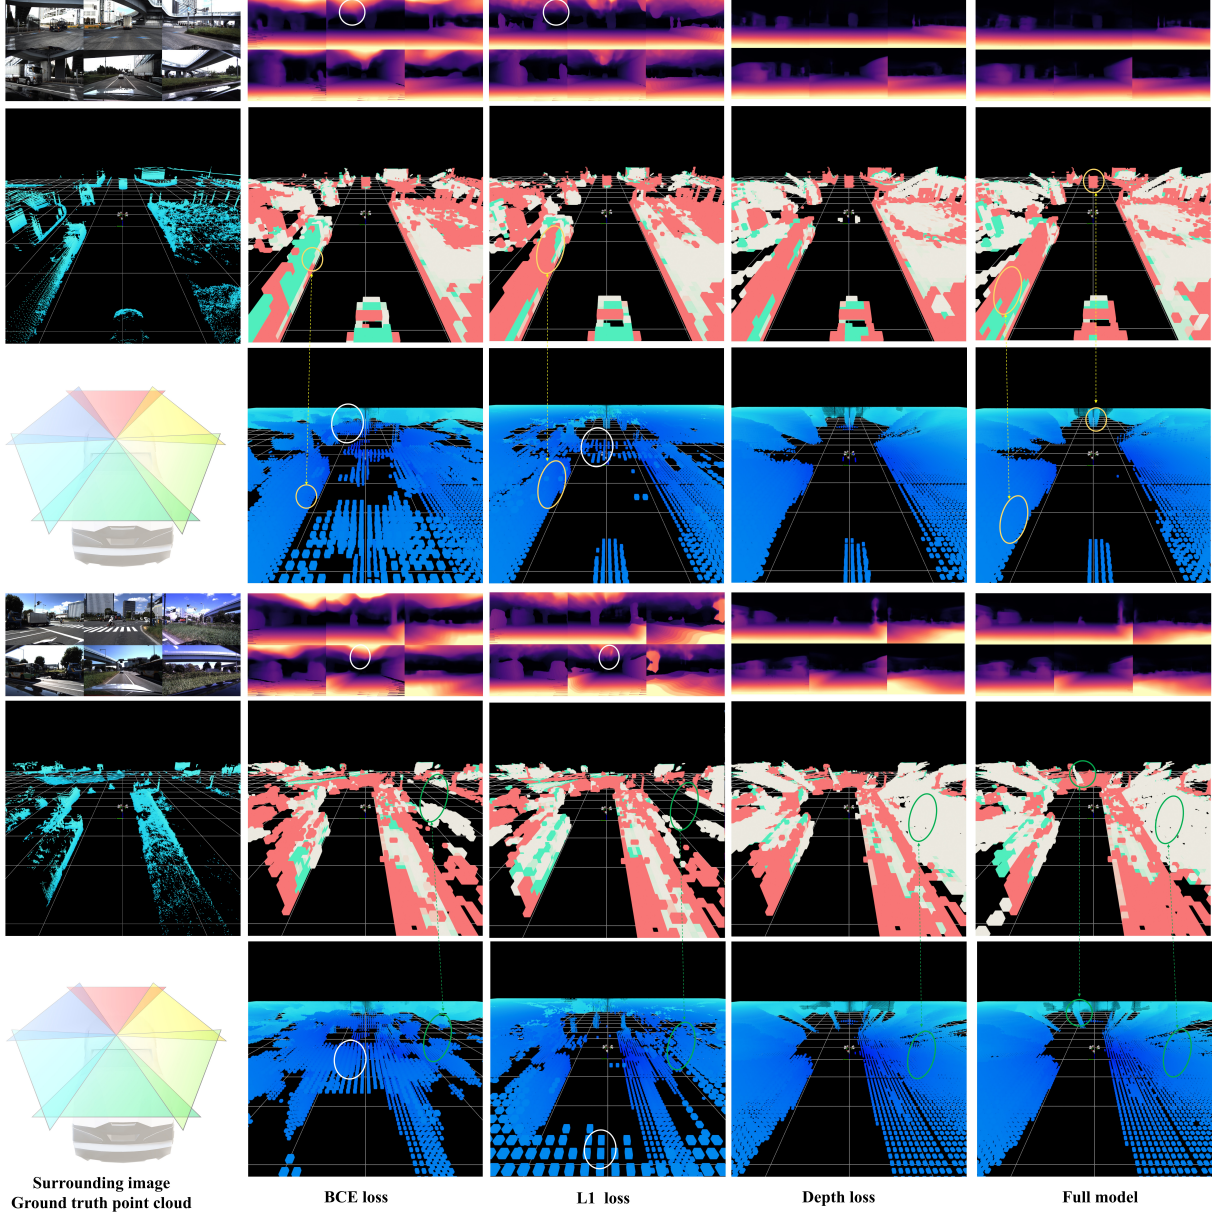 Surrounding image
Ground truth point cloud
BCE loss
L1 loss
Depth loss
Full model